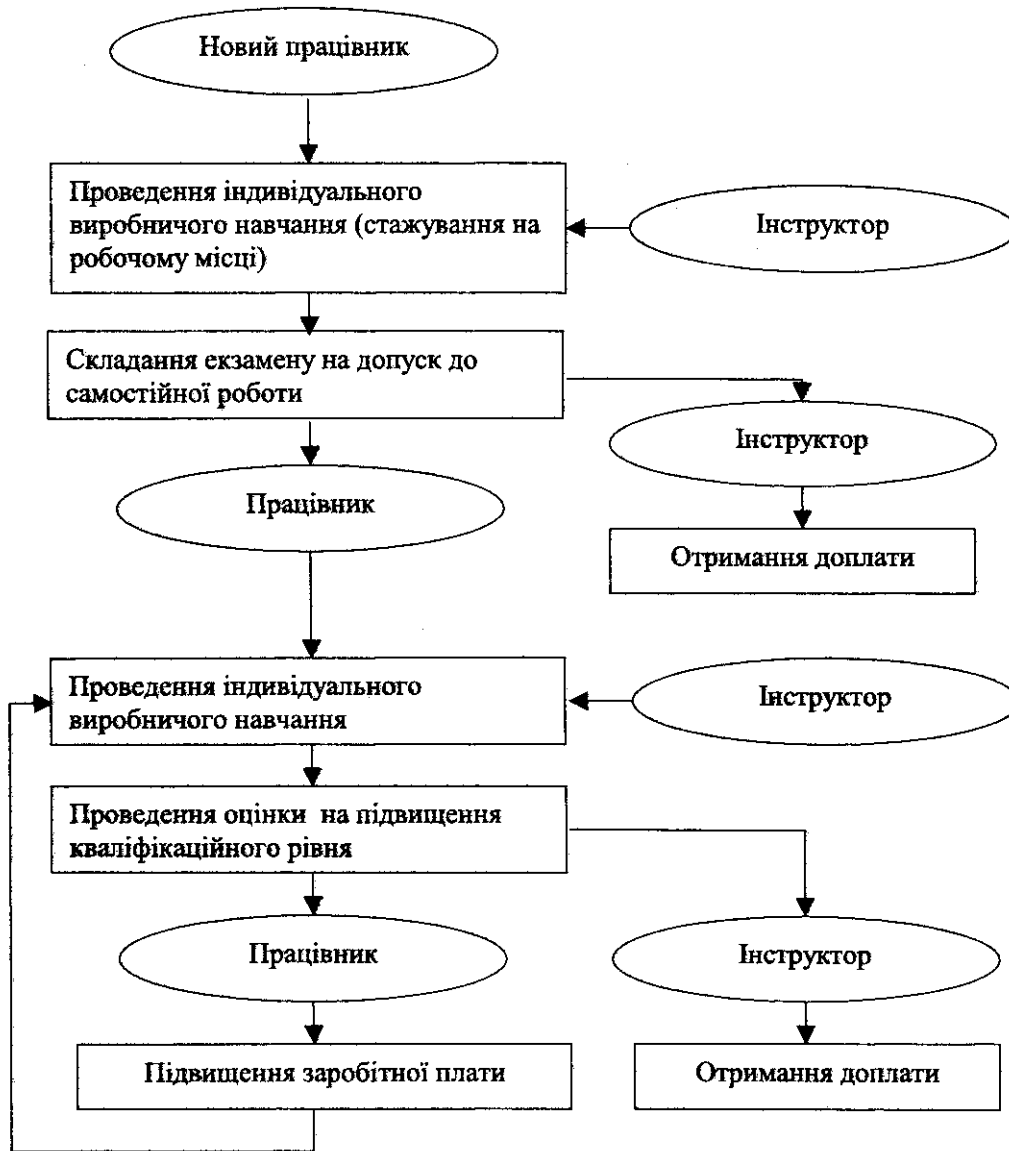 Новий працівник
Проведення індивідуального
виробничого навчання (стажування на
робочому місці)
Інструктор
Складання екзамену на допуск до
самостійної роботи
Інструктор
Працівник
Отримання доплати
Проведення індивідуального
виробничого навчання
Інструктор
Проведення оцінки на підвищення
кваліфікаційного рівня
Працівник
Інструктор
Підвищення заробітної плати
Отримання доплати